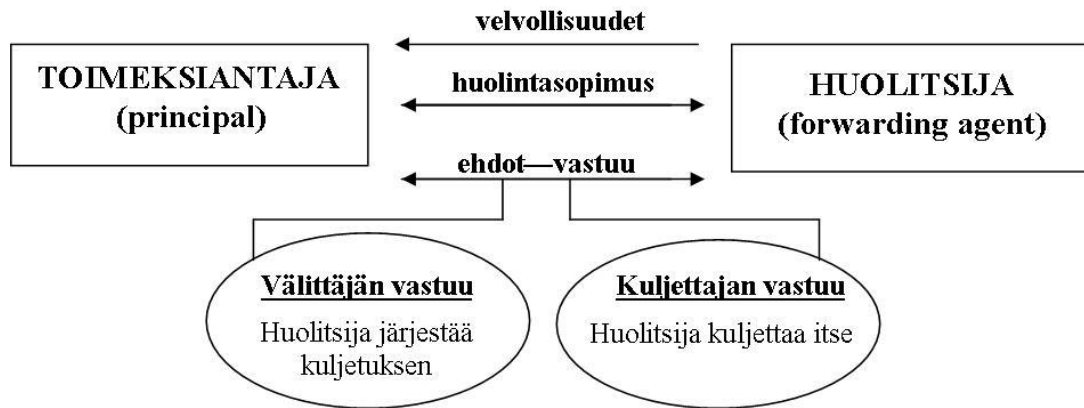 velvollisuudet
TOIMEKSIANTAJA
(principal)
huolintasopimus
HUOLITSIJA
(forwarding agent)
ehdot—vastuu
Välittäjän vastuu
Huolitsija järjestää
kuljetuksen
Kuljettajan vastuu
Huolitsija kuljettaa itse